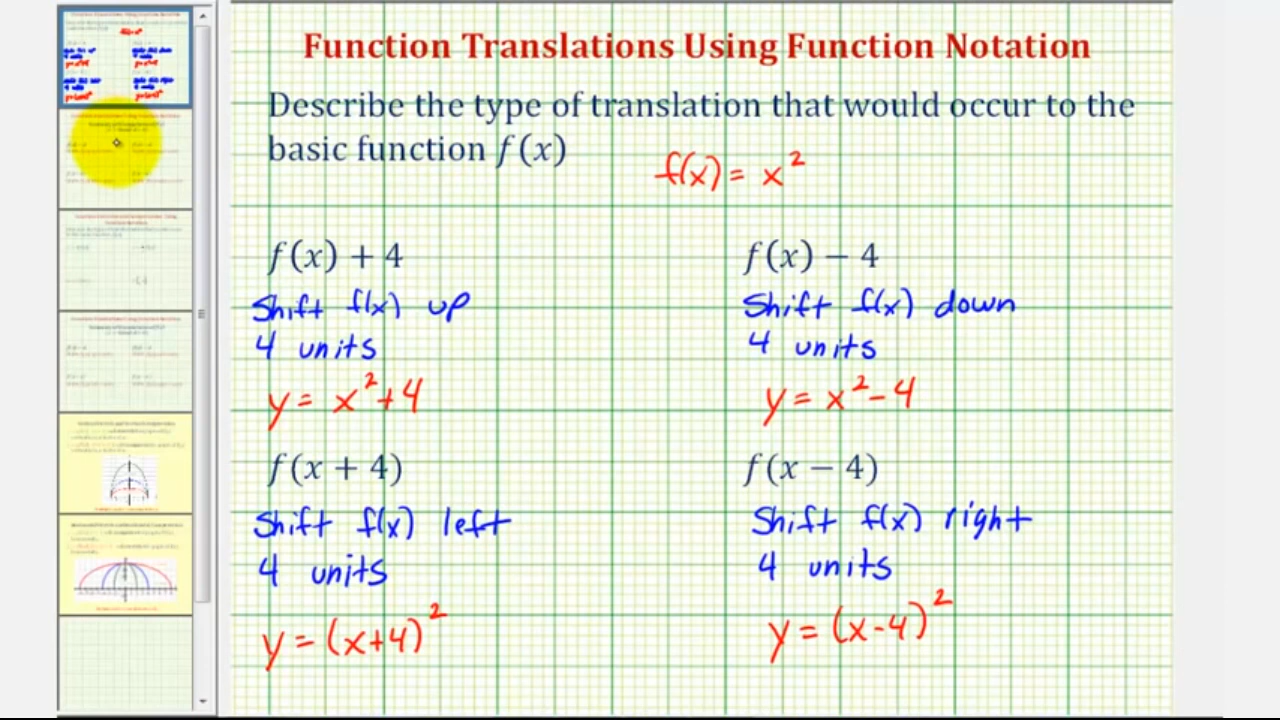 Function Translations Using Function Notation
Describe the type of translation that would occur to the
basic function f(x)
f(x) = x²
f(x) + 4
f(x) − 4
Shift f(x) up
4 units
Shift f(x) down
4 units
y = x²+4
y = x²-4
f(x + 4)
f(x − 4)
Shift f(x) left
4 units
Shift f(x) right
4 units
y = (x+4)²
y = (x-4)²